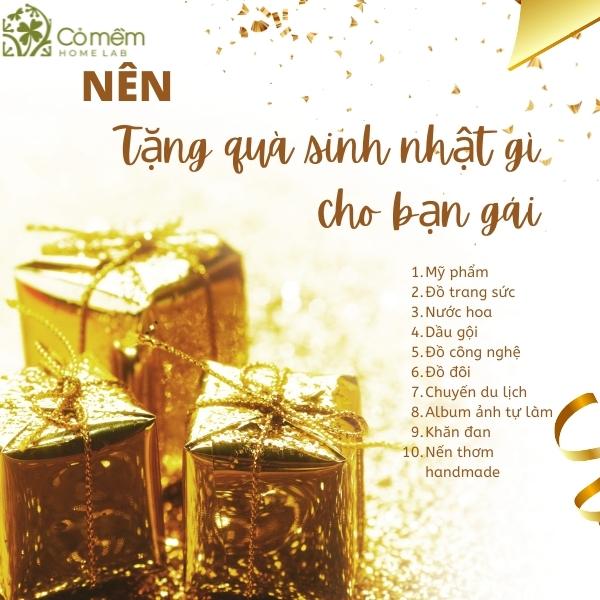 Cỏ mềm
HOME LAB
NÊN
Tặng quà sinh nhật gì
cho bạn gái
1. Mỹ phẩm
2. Đồ trang sức
3. Nước hoa
4. Dầu gội
5. Đồ công nghệ
6. Đồ đôi
7. Chuyến du lịch
8. Album ảnh tự làm
9. Khăn đan
10. Nến thơm
handmade